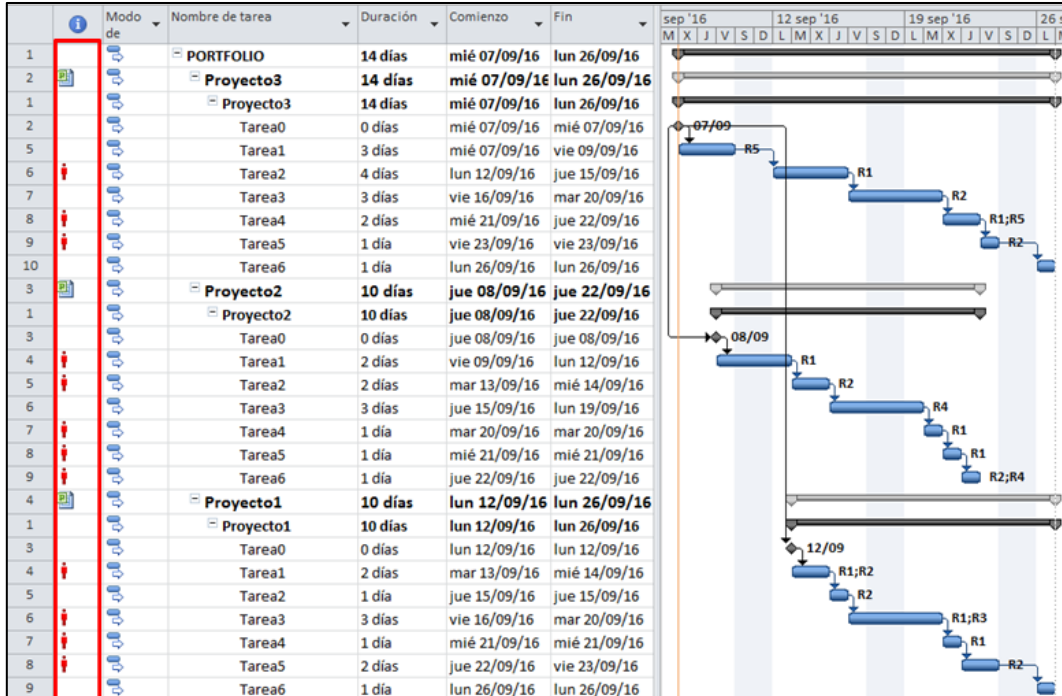 Modo de Nombre de tarea Duración Comienzo Fin sep '16 12 sep '16 19 sep '16 26 s
M X J V S D L M X J V S D L M X J V S D L M
1 PORTFOLIO 14 días mié 07/09/16 lun 26/09/16
2 Proyecto3 14 días mié 07/09/16 lun 26/09/16
1 Proyecto3 14 días mié 07/09/16 lun 26/09/16
2 Tarea0 0 días mié 07/09/16 mié 07/09/16 07/09
5 Tarea1 3 días mié 07/09/16 vie 09/09/16 R5
6 Tarea2 4 días lun 12/09/16 jue 15/09/16 R1
7 Tarea3 3 días vie 16/09/16 mar 20/09/16 R2
8 Tarea4 2 días mié 21/09/16 jue 22/09/16 R1;R5
9 Tarea5 1 día vie 23/09/16 vie 23/09/16 R2
10 Tarea6 1 día lun 26/09/16 lun 26/09/16
3 Proyecto2 10 días jue 08/09/16 jue 22/09/16
1 Proyecto2 10 días jue 08/09/16 jue 22/09/16
3 Tarea0 0 días jue 08/09/16 jue 08/09/16 08/09
4 Tarea1 2 días vie 09/09/16 lun 12/09/16 R1
5 Tarea2 2 días mar 13/09/16 mié 14/09/16 R2
6 Tarea3 3 días jue 15/09/16 lun 19/09/16 R4
7 Tarea4 1 día mar 20/09/16 mar 20/09/16 R1
8 Tarea5 1 día mié 21/09/16 mié 21/09/16 R1
9 Tarea6 1 día jue 22/09/16 jue 22/09/16 R2;R4
4 Proyecto1 10 días lun 12/09/16 lun 26/09/16
1 Proyecto1 10 días lun 12/09/16 lun 26/09/16
3 Tarea0 0 días lun 12/09/16 lun 12/09/16 12/09
4 Tarea1 2 días mar 13/09/16 mié 14/09/16 R1;R2
5 Tarea2 1 día jue 15/09/16 jue 15/09/16 R2
6 Tarea3 3 días vie 16/09/16 mar 20/09/16 R1;R3
7 Tarea4 1 día mié 21/09/16 mié 21/09/16 R1
8 Tarea5 2 días jue 22/09/16 vie 23/09/16 R2
9 Tarea6 1 día lun 26/09/16 lun 26/09/16